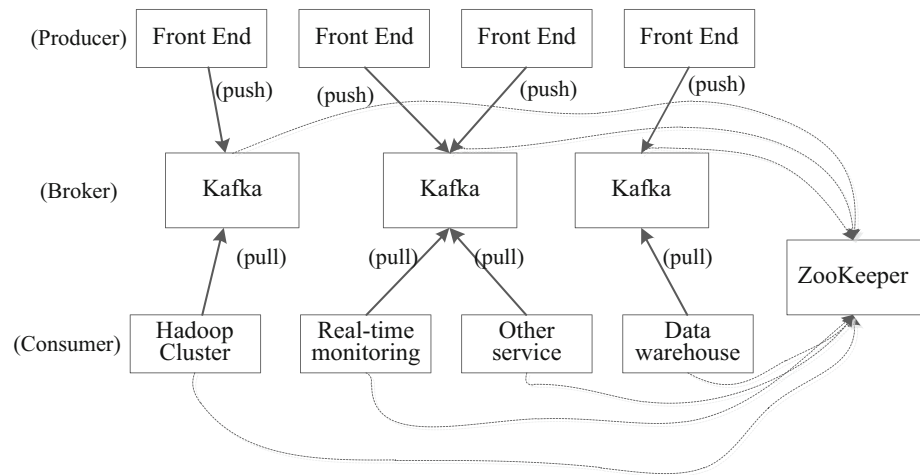 (Producer)
Front End
Front End
Front End
Front End
(push)
(push)
(push)
(push)
(Broker)
Kafka
Kafka
Kafka
(pull)
(pull)
(pull)
(pull)
ZooKeeper
(Consumer)
Hadoop
Cluster
Real-time
monitoring
Other
service
Data
warehouse